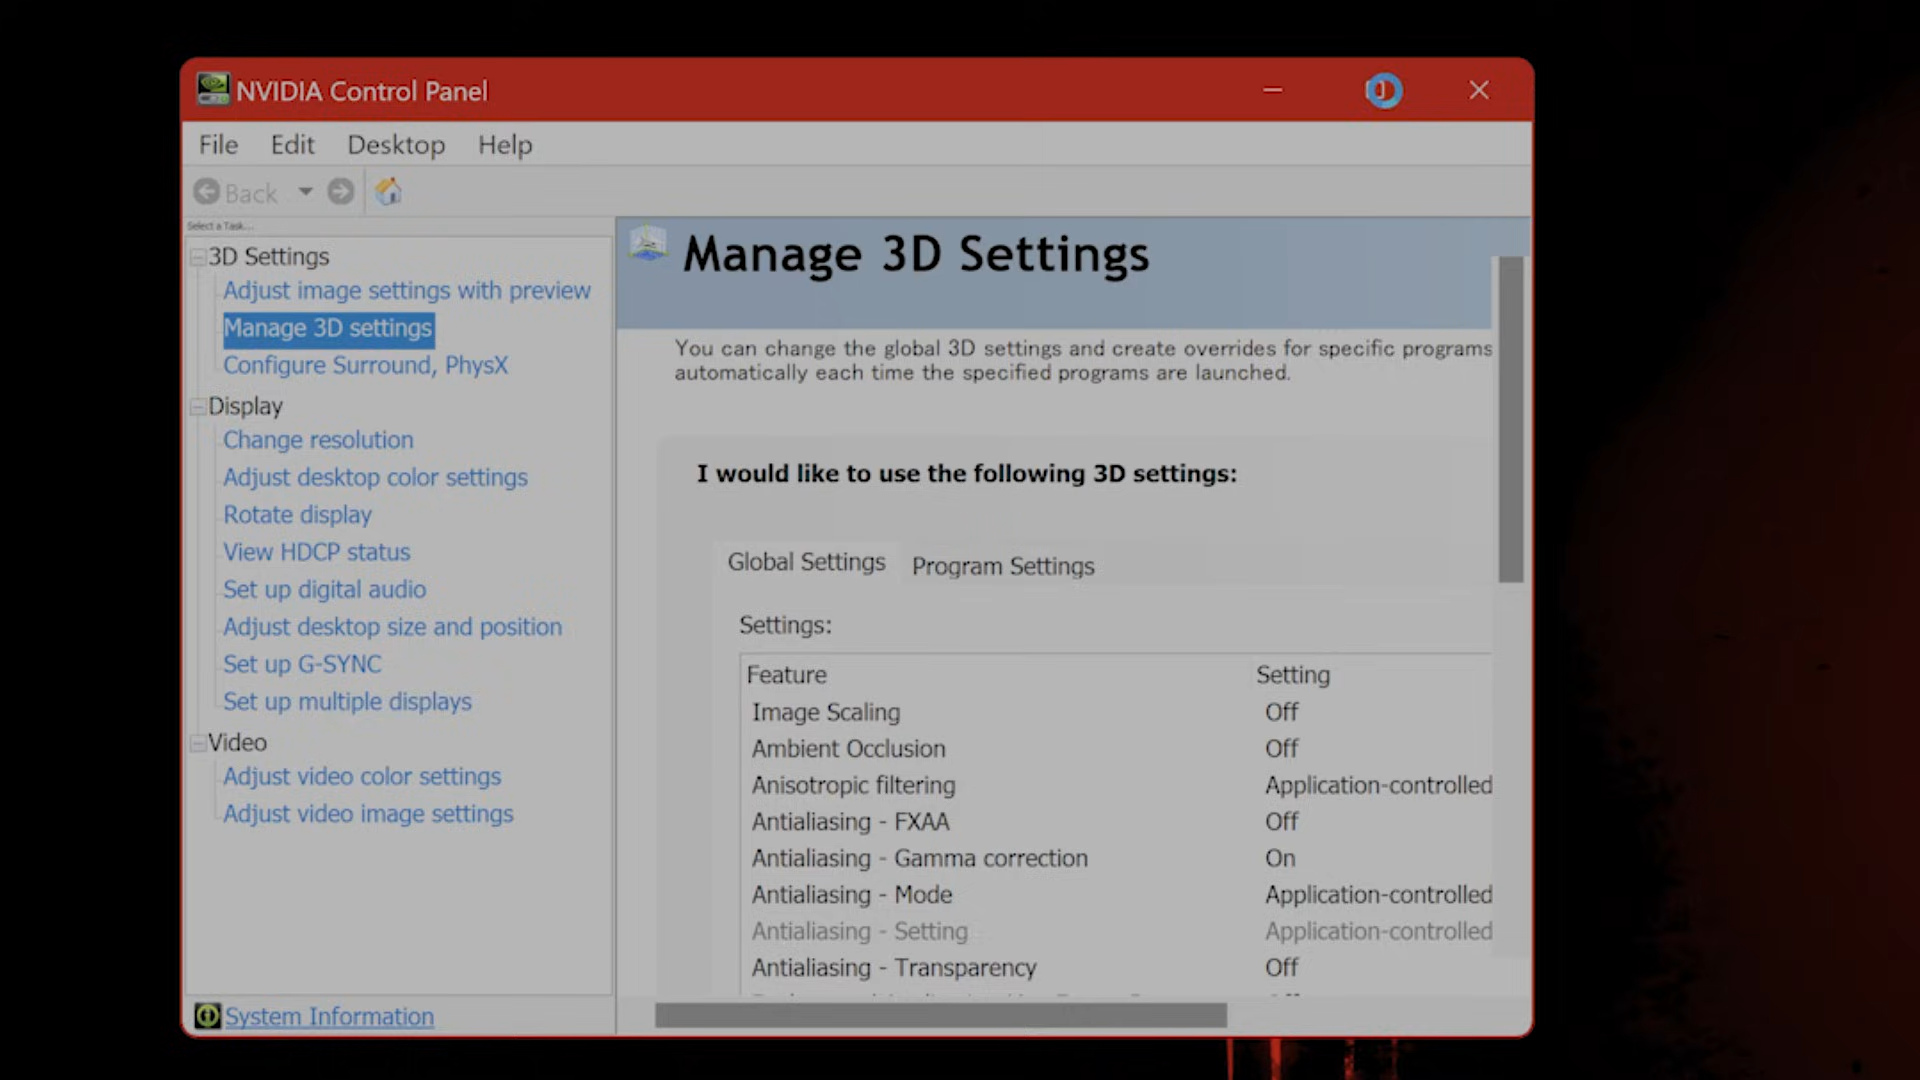 NVIDIA Control Panel
File Edit Desktop Help
Back
Select a Task...
3D Settings
Adjust image settings with preview
Manage 3D settings
Configure Surround, PhysX
Display
Change resolution
Adjust desktop color settings
Rotate display
View HDCP status
Set up digital audio
Adjust desktop size and position
Set up G-SYNC
Set up multiple displays
Video
Adjust video color settings
Adjust video image settings
System Information
Manage 3D Settings
You can change the global 3D settings and create overrides for specific programs
automatically each time the specified programs are launched.
I would like to use the following 3D settings:
Global Settings Program Settings
Settings:
Feature Setting
Image Scaling Off
Ambient Occlusion Off
Anisotropic filtering Application-controlled
Antialiasing - FXAA Off
Antialiasing - Gamma correction On
Antialiasing - Mode Application-controlled
Antialiasing - Setting Application-controlled
Antialiasing - Transparency Off